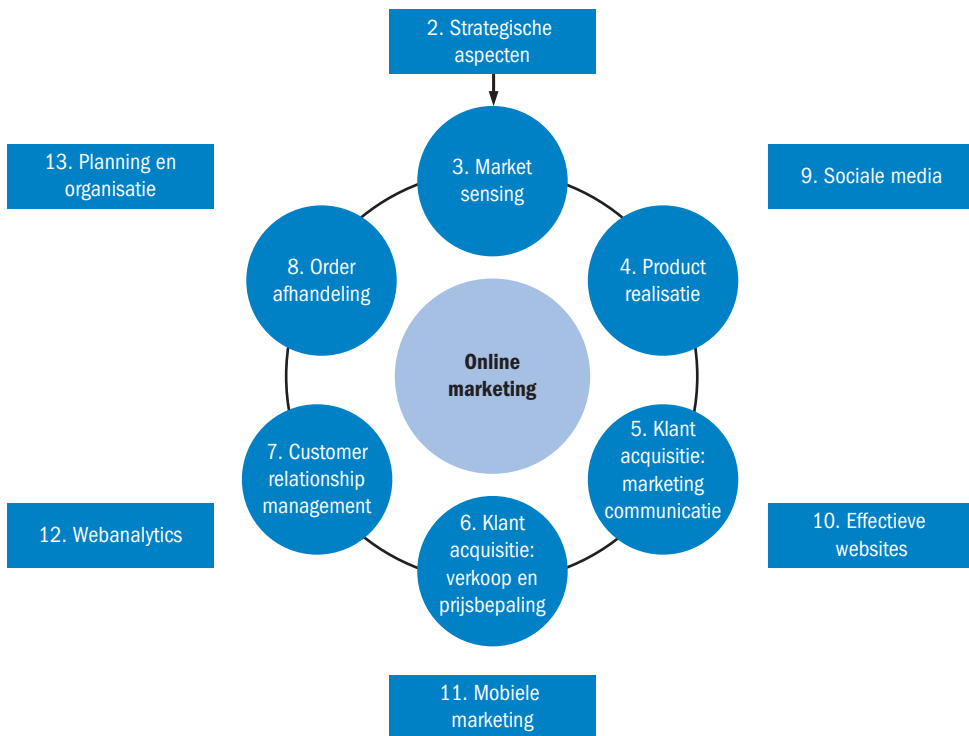 2. Strategische
aspecten
13. Planning en
organisatie
3. Market
sensing
9. Sociale media
8. Order
afhandeling
4. Product
realisatie
Online
marketing
7. Customer
relationship
management
5. Klant
acquisitie:
marketing
communicatie
12. Webanalytics
6. Klant
acquisitie:
verkoop en
prijsbepaling
10. Effectieve
websites
11. Mobiele
marketing